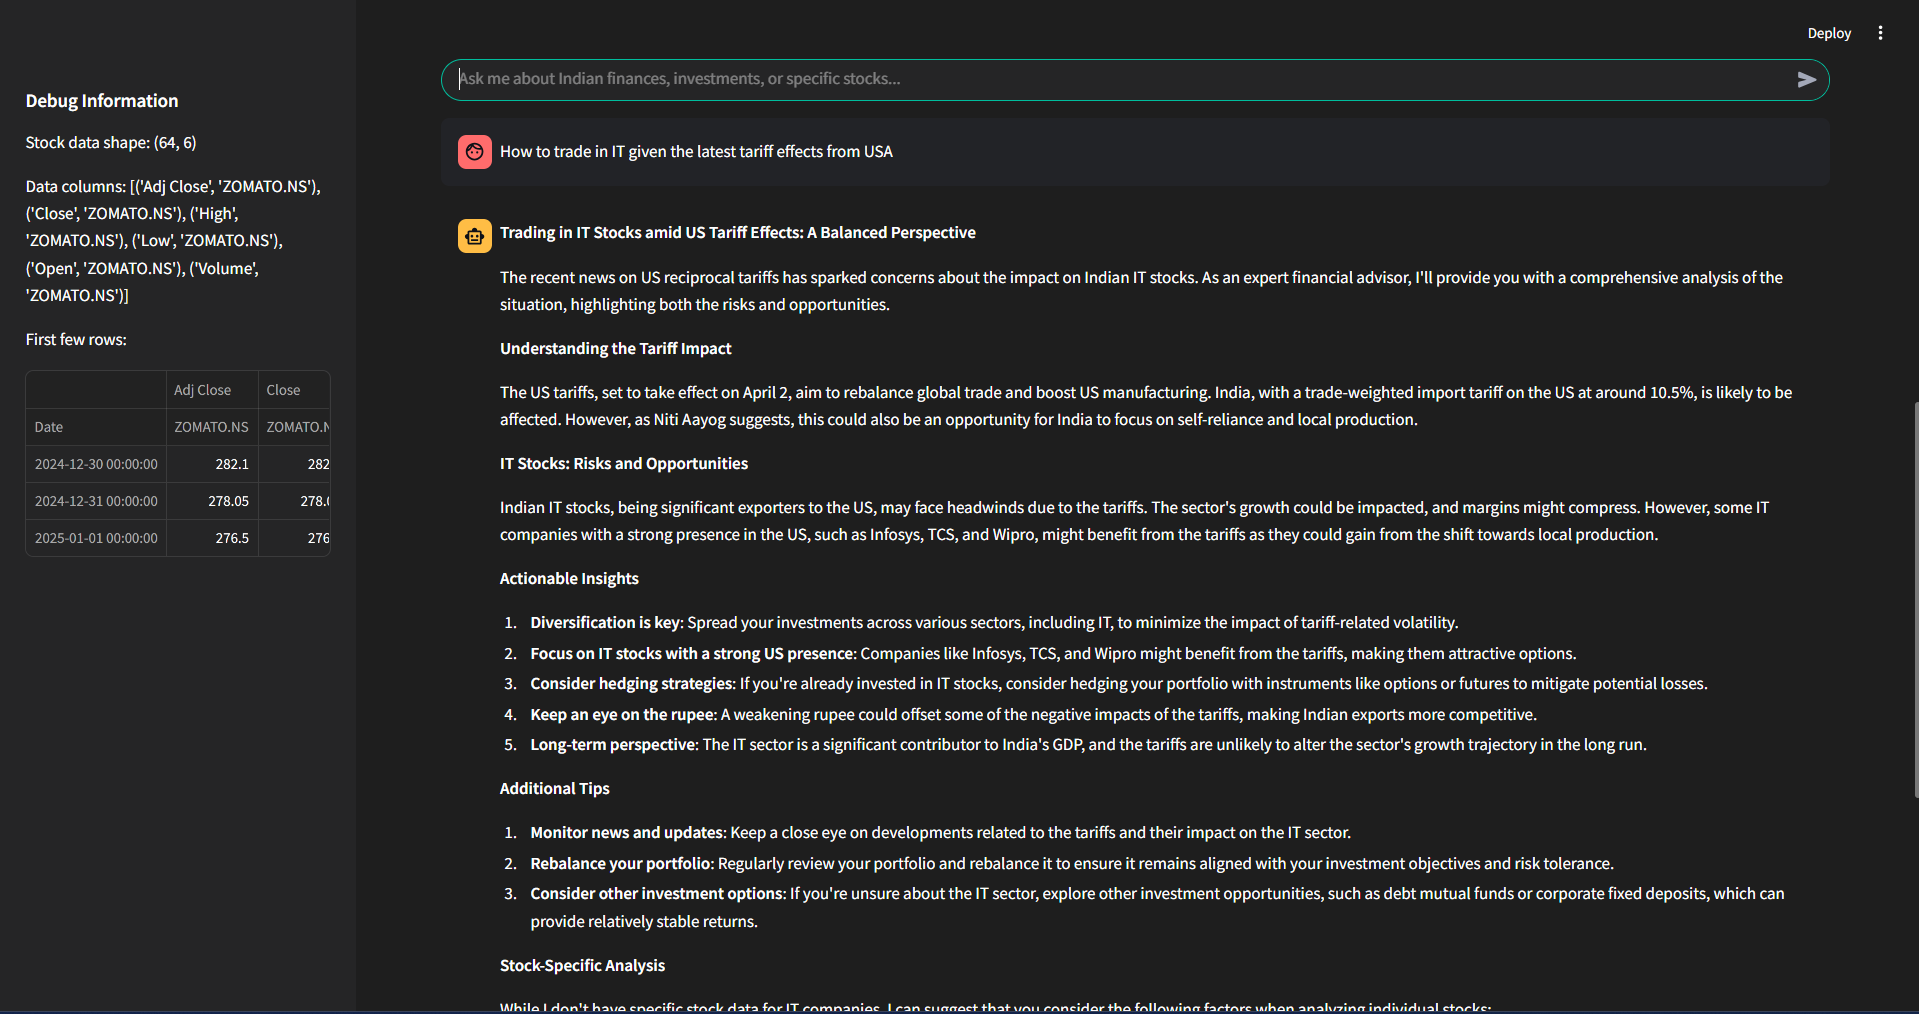 Deploy
Ask me about Indian finances, investments, or specific stocks...
Debug Information
Stock data shape: (64, 6)
Data columns: [('Adj Close', 'ZOMATO.NS'),
('Close', 'ZOMATO.NS'), ('High',
'ZOMATO.NS'), ('Low', 'ZOMATO.NS'),
('Open', 'ZOMATO.NS'), ('Volume',
'ZOMATO.NS')]
First few rows:
Adj Close Close
Date ZOMATO.NS ZOMATO.N
2024-12-30 00:00:00 282.1 282
2024-12-31 00:00:00 278.05 278.0
2025-01-01 00:00:00 276.5 276
How to trade in IT given the latest tariff effects from USA
Trading in IT Stocks amid US Tariff Effects: A Balanced Perspective
The recent news on US reciprocal tariffs has sparked concerns about the impact on Indian IT stocks. As an expert financial advisor, I'll provide you with a comprehensive analysis of the
situation, highlighting both the risks and opportunities.
Understanding the Tariff Impact
The US tariffs, set to take effect on April 2, aim to rebalance global trade and boost US manufacturing. India, with a trade-weighted import tariff on the US at around 10.5%, is likely to be
affected. However, as Niti Aayog suggests, this could also be an opportunity for India to focus on self-reliance and local production.
IT Stocks: Risks and Opportunities
Indian IT stocks, being significant exporters to the US, may face headwinds due to the tariffs. The sector's growth could be impacted, and margins might compress. However, some IT
companies with a strong presence in the US, such as Infosys, TCS, and Wipro, might benefit from the tariffs as they could gain from the shift towards local production.
Actionable Insights
1. Diversification is key: Spread your investments across various sectors, including IT, to minimize the impact of tariff-related volatility.
2. Focus on IT stocks with a strong US presence: Companies like Infosys, TCS, and Wipro might benefit from the tariffs, making them attractive options.
3. Consider hedging strategies: If you're already invested in IT stocks, consider hedging your portfolio with instruments like options or futures to mitigate potential losses.
4. Keep an eye on the rupee: A weakening rupee could offset some of the negative impacts of the tariffs, making Indian exports more competitive.
5. Long-term perspective: The IT sector is a significant contributor to India's GDP, and the tariffs are unlikely to alter the sector's growth trajectory in the long run.
Additional Tips
1. Monitor news and updates: Keep a close eye on developments related to the tariffs and their impact on the IT sector.
2. Rebalance your portfolio: Regularly review your portfolio and rebalance it to ensure it remains aligned with your investment objectives and risk tolerance.
3. Consider other investment options: If you're unsure about the IT sector, explore other investment opportunities, such as debt mutual funds or corporate fixed deposits, which can
provide relatively stable returns.
Stock-Specific Analysis
While I don't have specific stock data for IT companies, I can suggest that you consider the following factors when analyzing individual stocks: